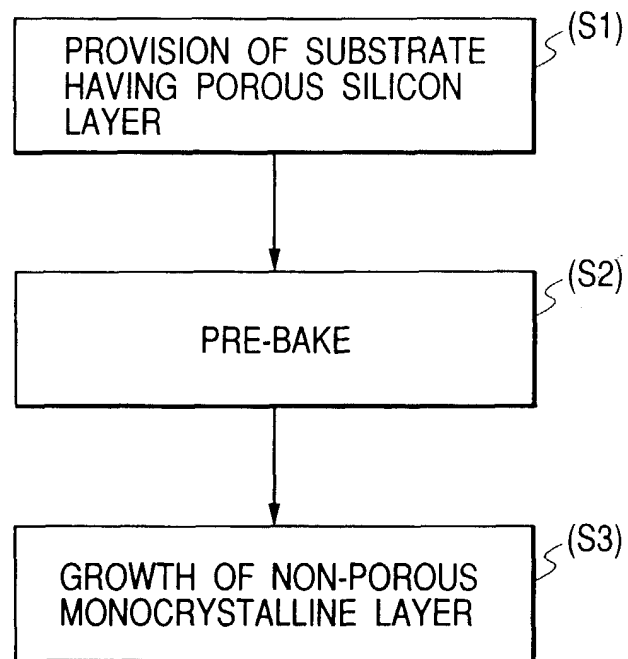 (S1)
PROVISION OF SUBSTRATE
HAVING POROUS SILICON
LAYER
(S2)
PRE-BAKE
(S3)
GROWTH OF NON-POROUS
MONOCRYSTALLINE LAYER